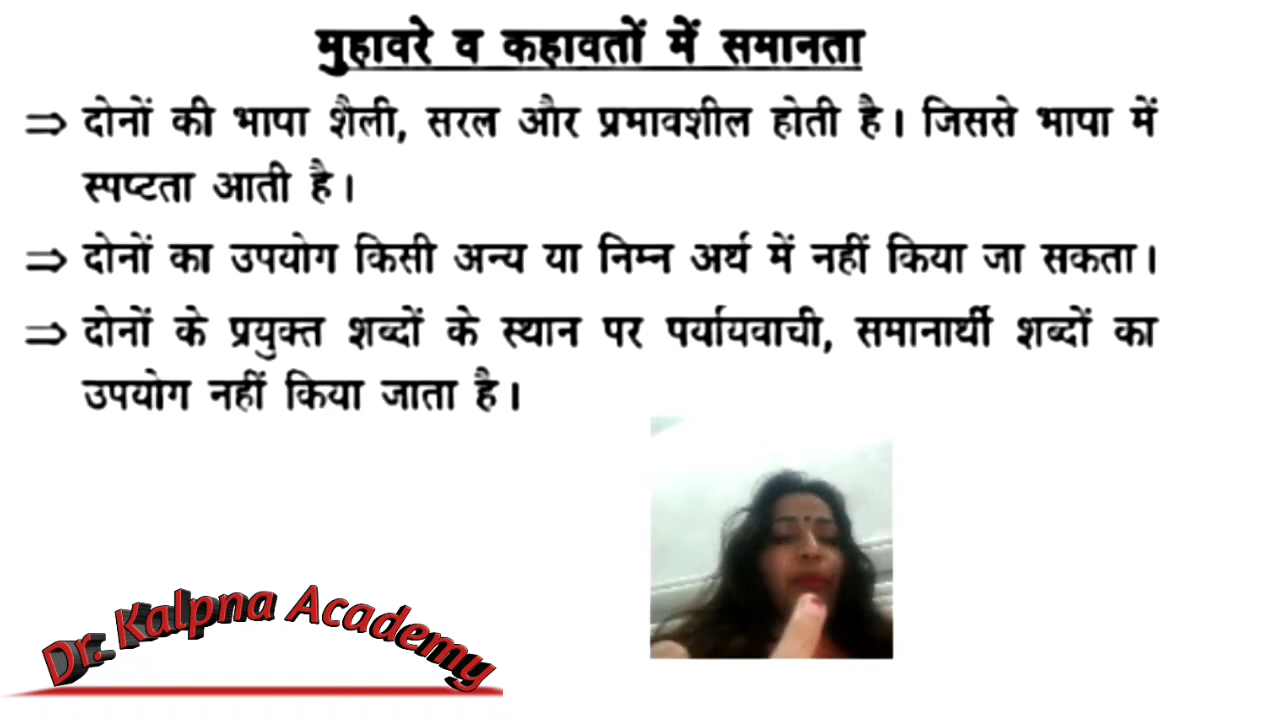 मुहावरे व कहावतों में समानता
⇒ दोनों की भाषा शैली, सरल और प्रभावशील होती है। जिससे भाषा में
स्पष्टता आती है।
⇒ दोनों का उपयोग किसी अन्य या निम्न अर्थ में नहीं किया जा सकता।
⇒ दोनों के प्रयुक्त शब्दों के स्थान पर पर्यायवाची, समानार्थी शब्दों का
उपयोग नहीं किया जाता है।
Dr. Kalpna Academy